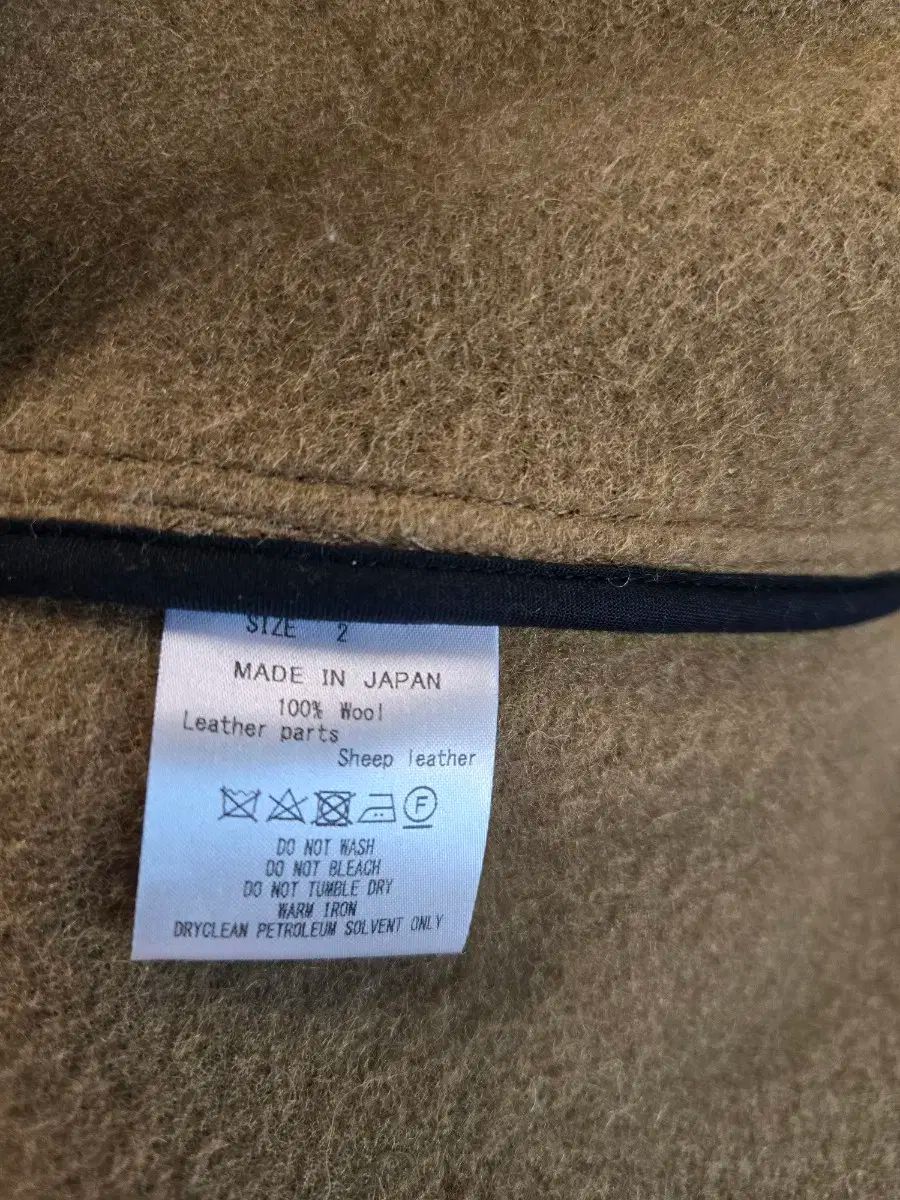 SIZE 2
MADE IN JAPAN
100% Wool
Leather parts
Sheep leather
F
DO NOT WASH
DO NOT BLEACH
DO NOT TUMBLE DRY
WARM IRON
DRYCLEAN PETROLEUM SOLVENT ONLY